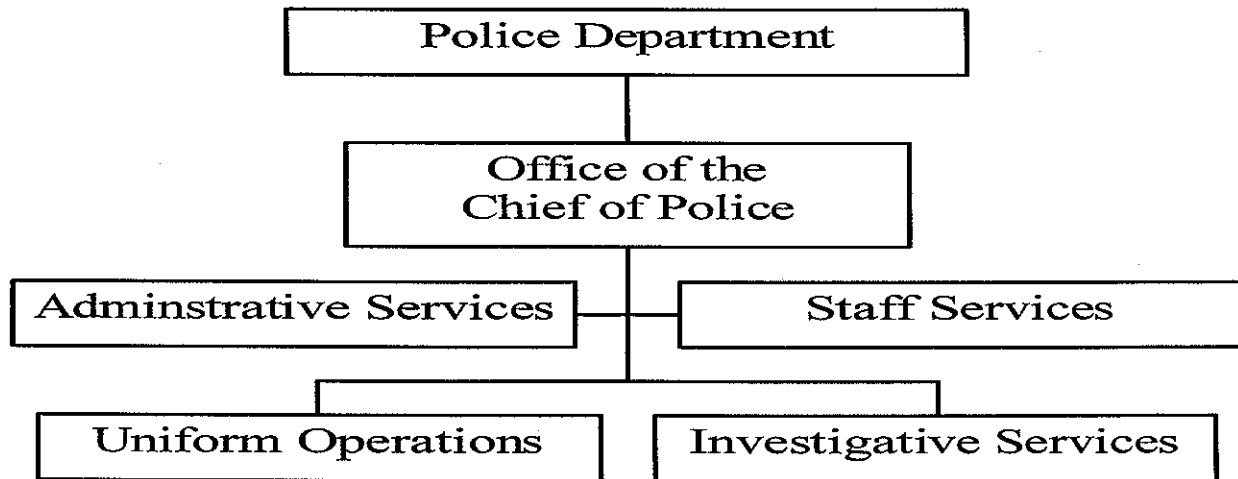 Police Department
Office of the
Chief of Police
Adminstrative Services
Staff Services
Uniform Operations
Investigative Services